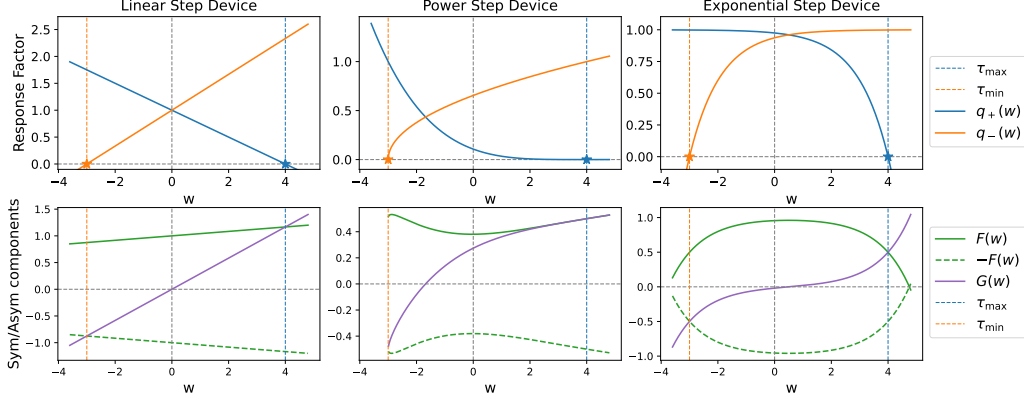 Linear Step Device
Power Step Device
Exponential Step Device
Response Factor
2.5
2.0
1.5
1.0
0.5
0.0
−4 −2 0 2 4
w
1.0
0.5
0.0
−4 −2 0 2 4
w
1.00
0.75
0.50
0.25
0.00
−4 −2 0 2 4
w
τmax
τmin
q+(w)
q−(w)
Sym/Asym components
1.5
1.0
0.5
0.0
−0.5
−1.0
−4 −2 0 2 4
w
0.4
0.2
0.0
−0.2
−0.4
−4 −2 0 2 4
w
1.0
0.5
0.0
−0.5
−1.0
−4 −2 0 2 4
w
F(w)
−F(w)
G(w)
τmax
τmin